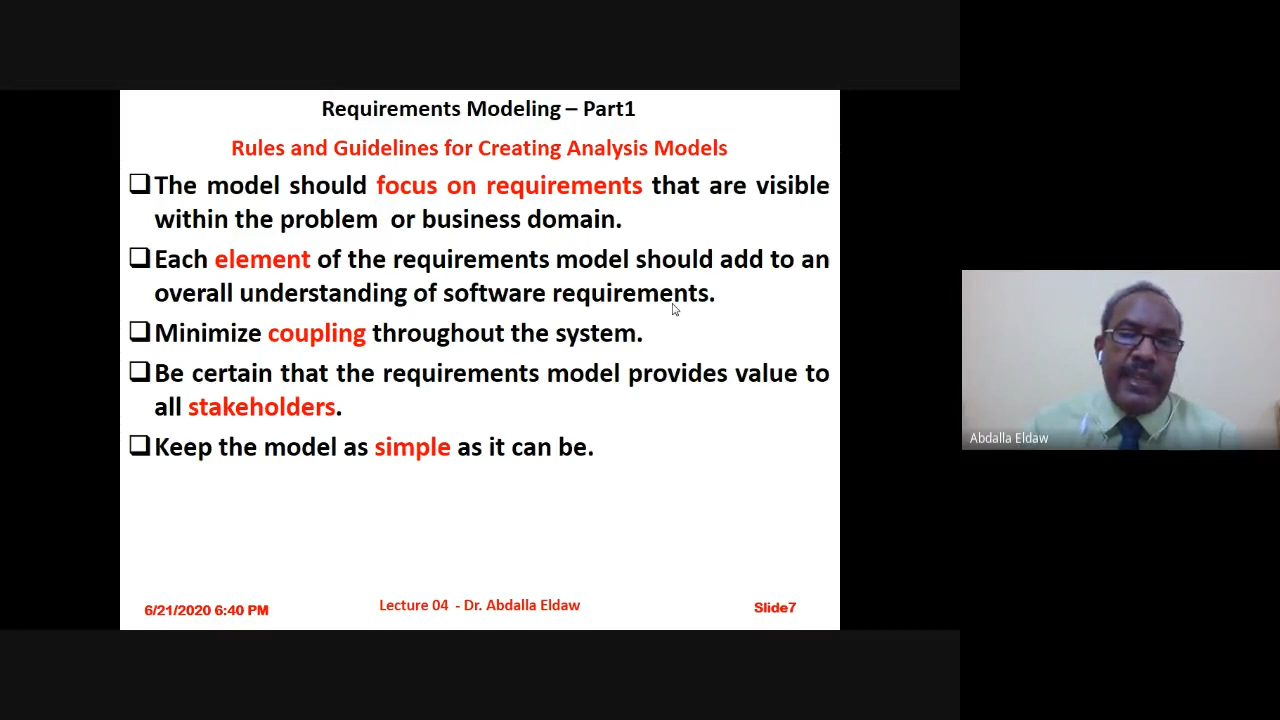 Requirements Modeling – Part1
Rules and Guidelines for Creating Analysis Models
❑The model should focus on requirements that are visible
within the problem or business domain.
❑Each element of the requirements model should add to an
overall understanding of software requirements.
❑Minimize coupling throughout the system.
❑Be certain that the requirements model provides value to
all stakeholders.
❑Keep the model as simple as it can be.
6/21/2020 6:40 PM
Lecture 04 - Dr. Abdalla Eldaw
Slide7
Abdalla Eldaw